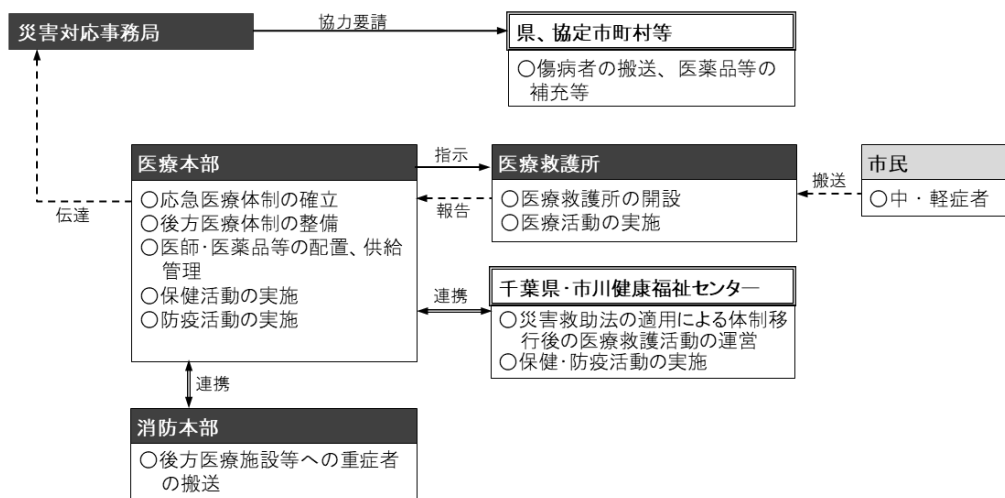 災害対応事務局
協力要請
県、協定市町村等
○傷病者の搬送、医薬品等の
補充等
伝達
医療本部
○応急医療体制の確立
○後方医療体制の整備
○医師・医薬品等の配置、供給
管理
○保健活動の実施
○防疫活動の実施
指示
報告
医療救護所
○医療救護所の開設
○医療活動の実施
搬送
市民
○中・軽症者
連携
千葉県・市川健康福祉センター
○災害救助法の適用による体制移
行後の医療救護活動の運営
○保健・防疫活動の実施
連携
消防本部
○後方医療施設等への重症者
の搬送